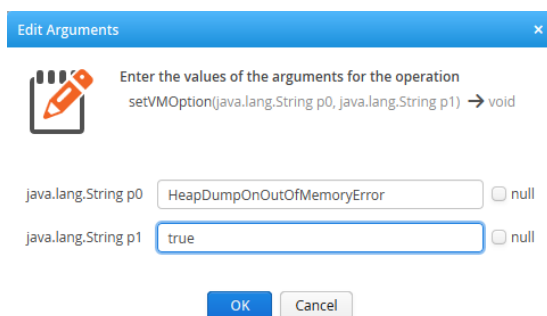 Edit Arguments ×
Enter the values of the arguments for the operation
setVMOption(java.lang.String p0, java.lang.String p1) → void
java.lang.String p0 HeapDumpOnOutOfMemoryError null
java.lang.String p1 true null
OK Cancel